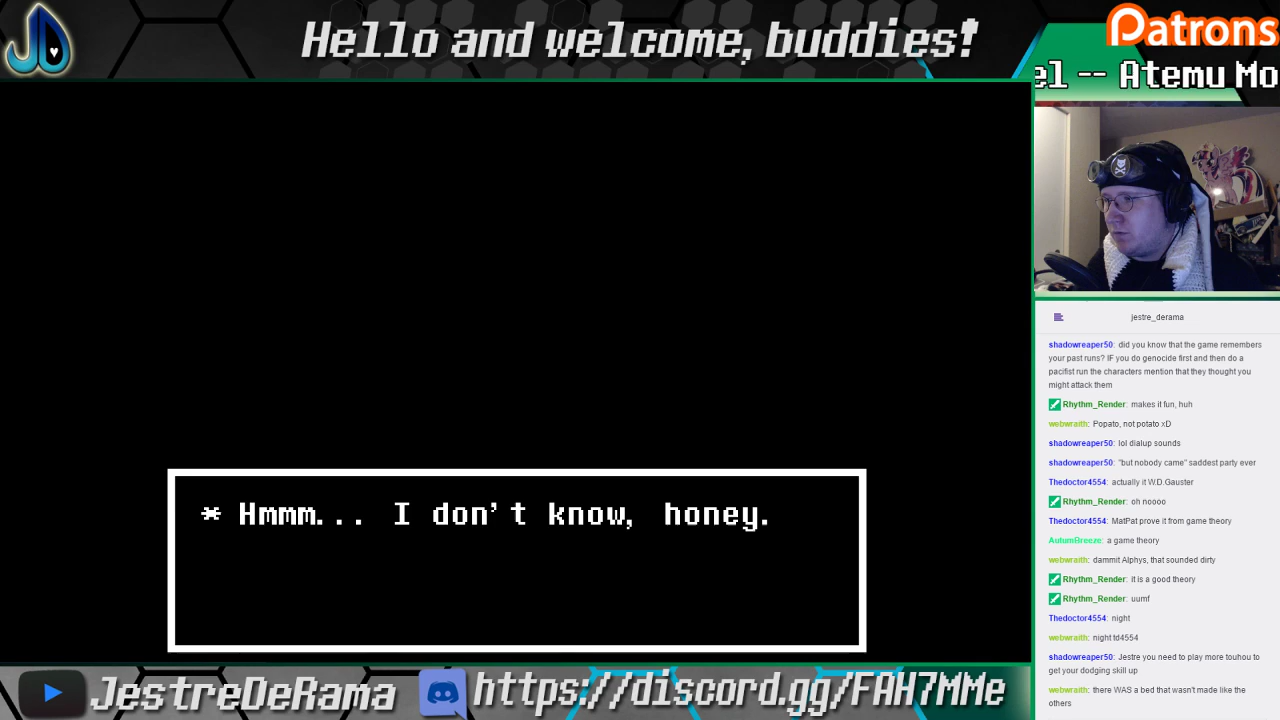 JD
Hello and welcome, buddies!
Patrons
el -- Atemu Mo
* Hmmm... I don't know, honey.
jestre_derama
shadowreaper50: did you know that the game remembers
your past runs? IF you do genocide first and then do a
pacifist run the characters mention that they thought you
might attack them
Rhythm_Render: makes it fun, huh
webwraith: Popato, not potato xD
shadowreaper50: lol dialup sounds
shadowreaper50: "but nobody came" saddest party ever
Thedoctor4554: actually it W.D.Gauster
Rhythm_Render: oh noooo
Thedoctor4554: MatPat prove it from game theory
AutumBreeze: a game theory
webwraith: dammit Alphys, that sounded dirty
Rhythm_Render: it is a good theory
Rhythm_Render: uumf
Thedoctor4554: night
webwraith: night td4554
shadowreaper50: Jestre you need to play more touhou to
get your dodging skill up
webwraith: there WAS a bed that wasn't made like the
others
JestreDeRama
https://discord.gg/FAH7MMe